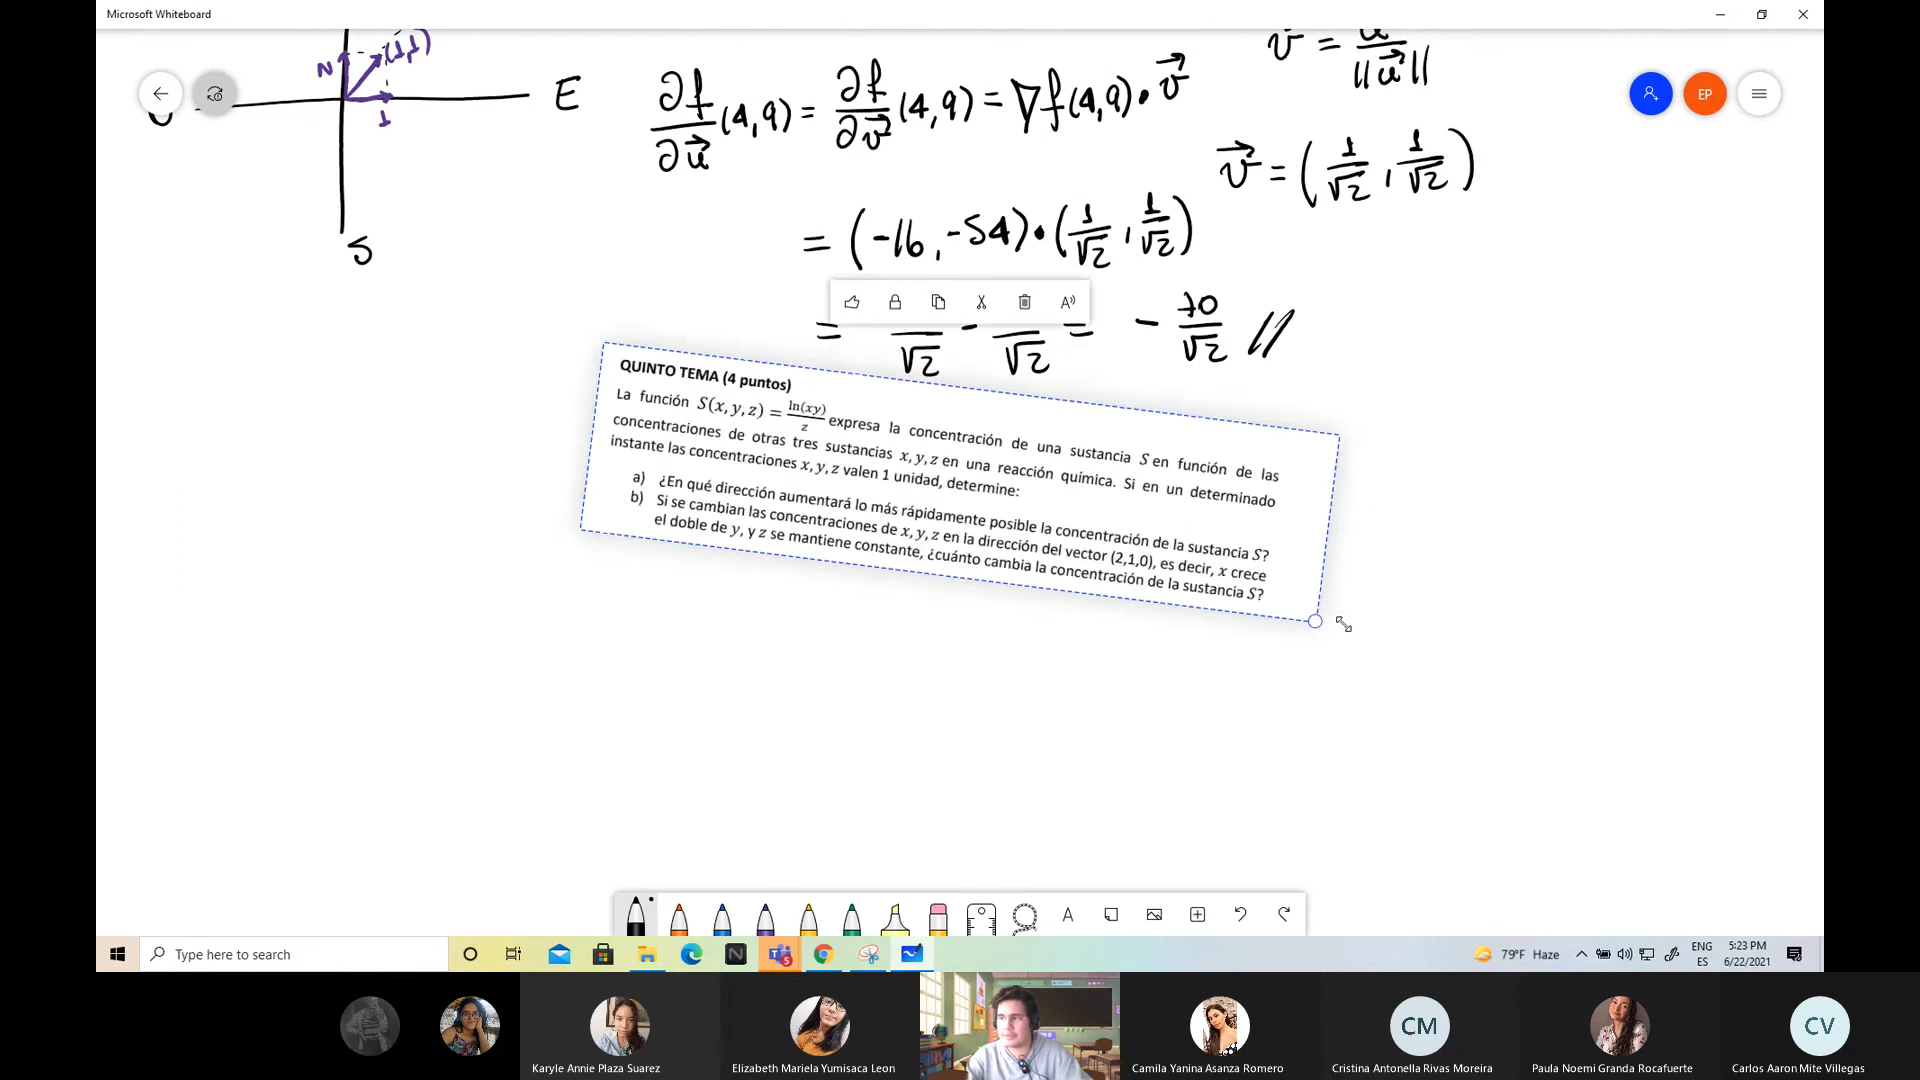 Microsoft Whiteboard
N (1,1)
E
1
S
∂f/∂u⃗ (4,9) = ∂f/∂v⃗ (4,9) = ∇f(4,9)·v⃗
v⃗ = u⃗/||u⃗||
v⃗ = (1/√2, 1/√2)
= (-16, -54)·(1/√2, 1/√2)
= /√2 - /√2 = - 70/√2 //
EP
QUINTO TEMA (4 puntos)
La función S(x, y, z) = ln(xy)/z expresa la concentración de una sustancia S en función de las
concentraciones de otras tres sustancias x, y, z en una reacción química. Si en un determinado
instante las concentraciones x, y, z valen 1 unidad, determine:
a) ¿En qué dirección aumentará lo más rápidamente posible la concentración de la sustancia S?
b) Si se cambian las concentraciones de x, y, z en la dirección del vector (2,1,0), es decir, x crece
el doble de y, y z se mantiene constante, ¿cuánto cambia la concentración de la sustancia S?
Type here to search
79°F Haze
ENG
ES
5:23 PM
6/22/2021
Karyle Annie Plaza Suarez
Elizabeth Mariela Yumisaca Leon
Camila Yanina Asanza Romero
CM
Cristina Antonella Rivas Moreira
Paula Noemi Granda Rocafuerte
CV
Carlos Aaron Mite Villegas